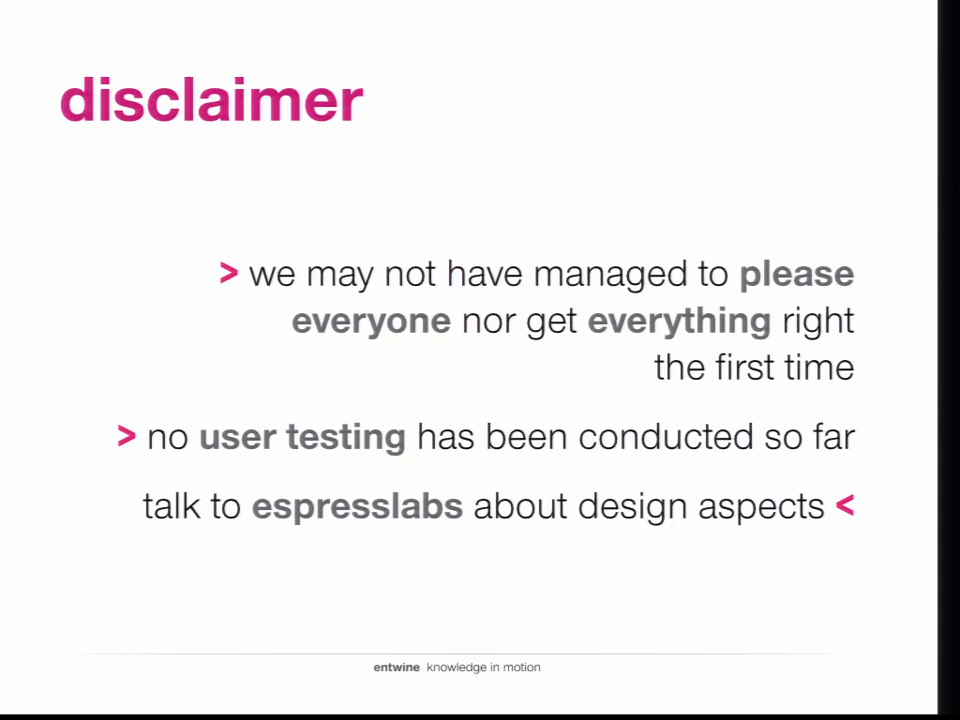 disclaimer
> we may not have managed to please
everyone nor get everything right
the first time
> no user testing has been conducted so far
talk to espresslabs about design aspects <
entwine knowledge in motion